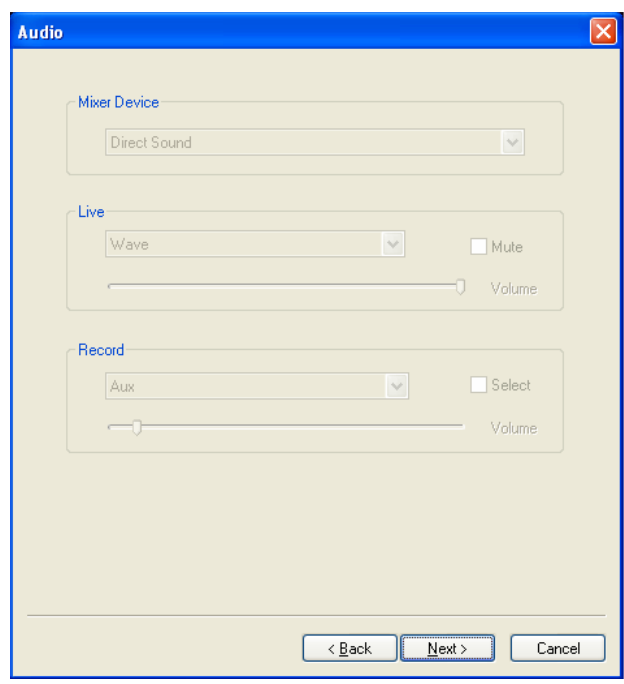 Audio
Mixer Device
Direct Sound
Live
Wave
Mute
Volume
Record
Aux
Select
Volume
< Back Next > Cancel